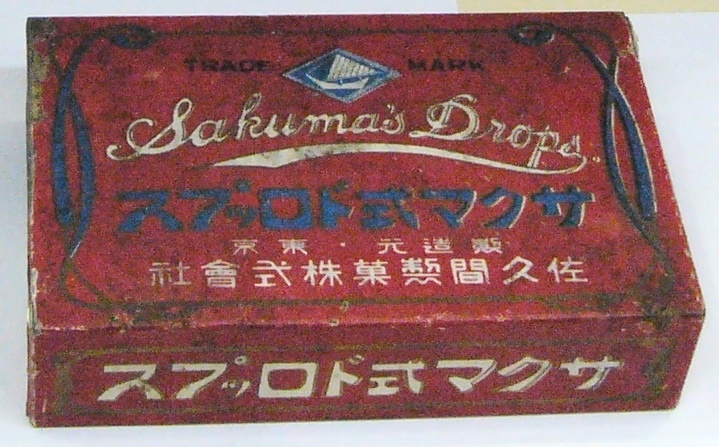 TRADE MARK
Sakuma's Drops.
サクマ式ドロップス
製造元・東京
佐久間製菓株式會社
サクマ式ドロップス